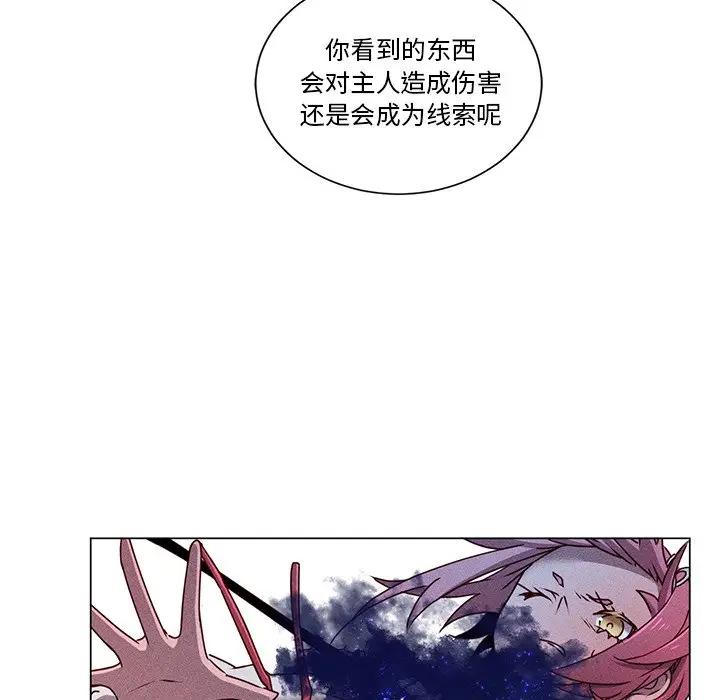 你看到的东西
会对主人造成伤害
还是会成为线索呢